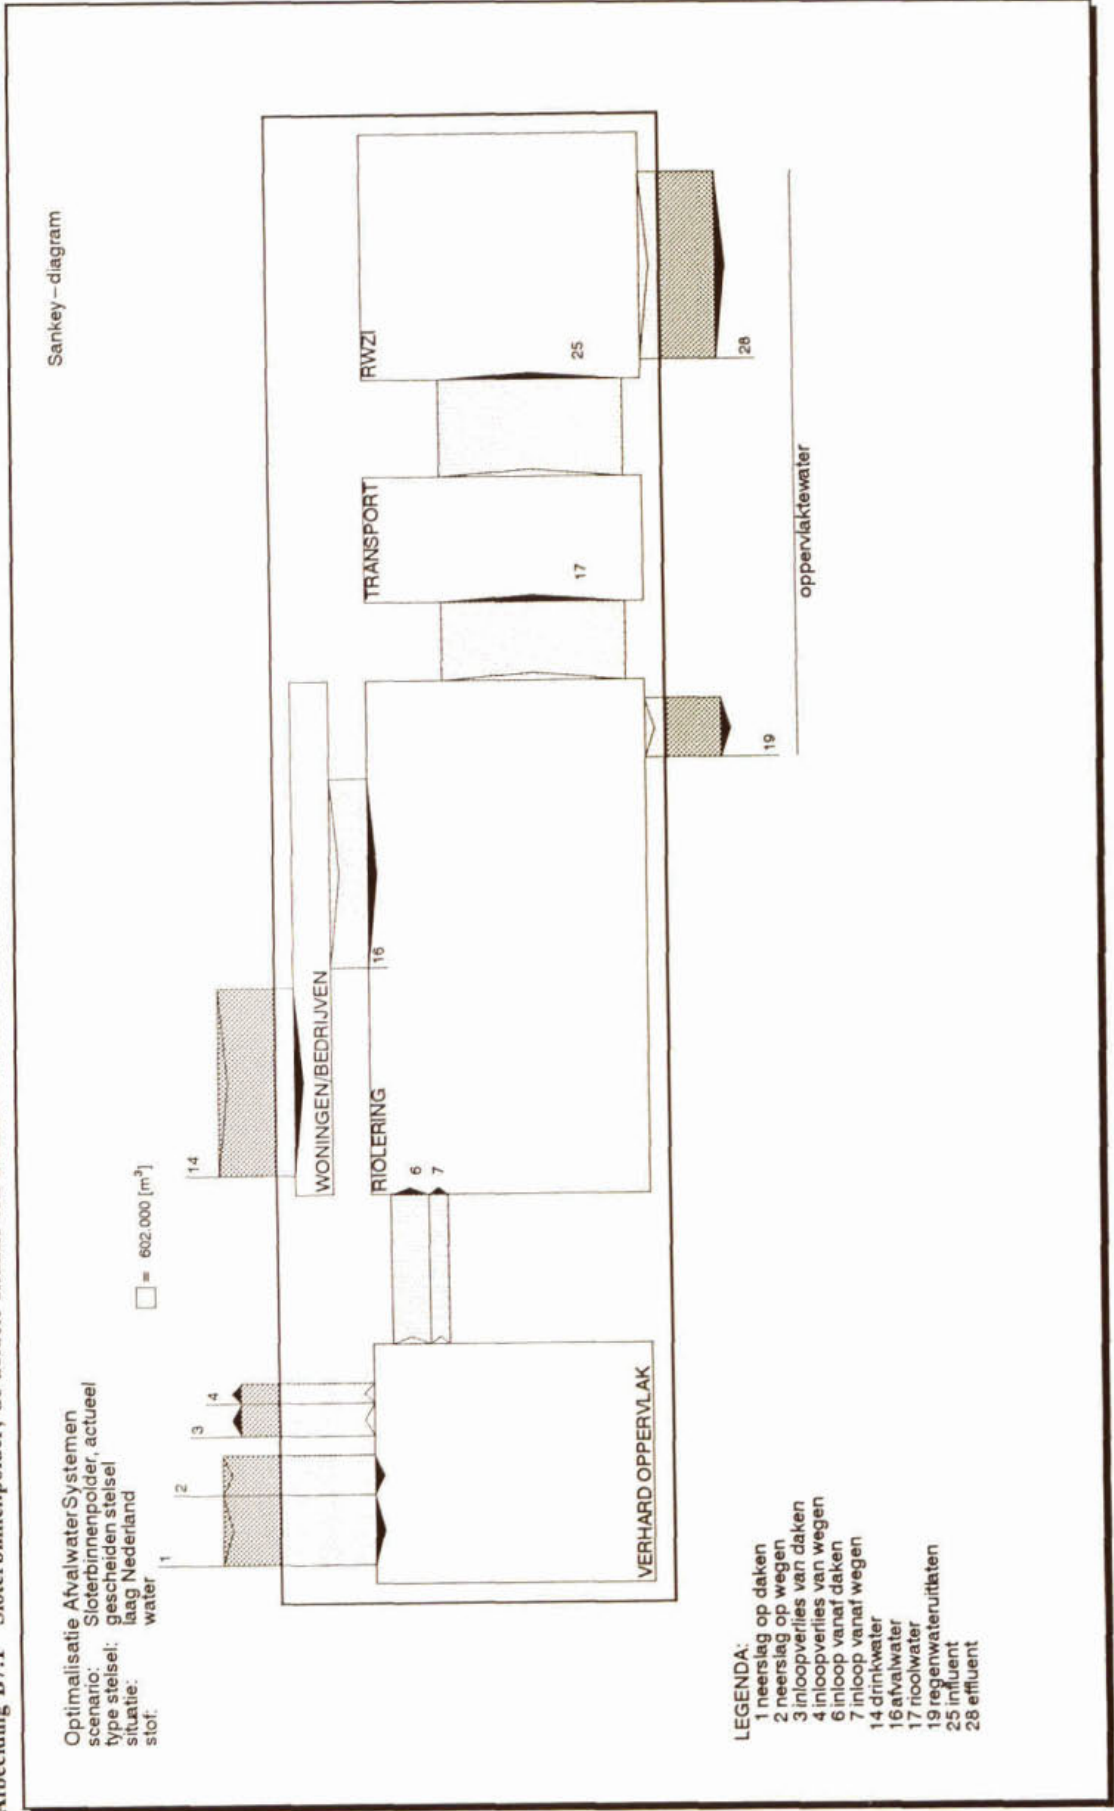 Sankey-diagram
Optimalisatie AfvalwaterSystemen
scenario: Sloterbinnenpolder, actueel
type stelsel: gescheiden stelsel
situatie: laag Nederland
stof: water
= 602.000 [m³]
1
2
3
4
14
WONINGEN/BEDRIJVEN
16
RIOLERING
6
7
TRANSPORT
17
RWZI
25
VERHARD OPPERVLAK
19
28
oppervlaktewater
LEGENDA:
1 neerslag op daken
2 neerslag op wegen
3 inloopverlies van daken
4 inloopverlies van wegen
6 inloop vanaf daken
7 inloop vanaf wegen
14 drinkwater
16 afvalwater
17 rioolwater
19 regenwateruitlaten
25 influent
28 effluent